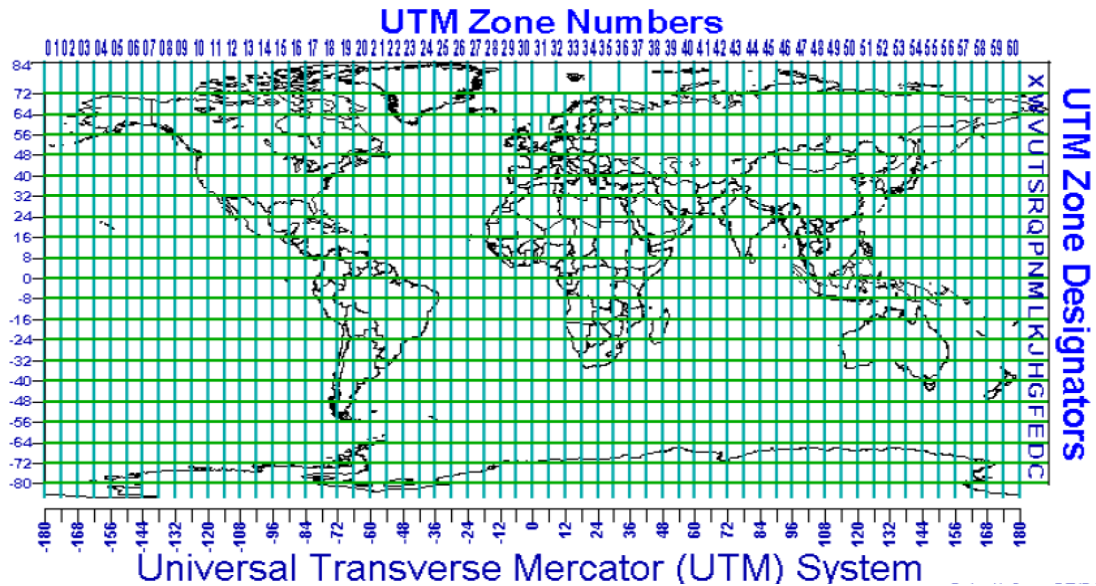 UTM Zone Numbers
01 02 03 04 05 06 07 08 09 10 11 12 13 14 15 16 17 18 19 20 21 22 23 24 25 26 27 28 29 30 31 32 33 34 35 36 37 38 39 40 41 42 43 44 45 46 47 48 49 50 51 52 53 54 55 56 57 58 59 60
84
72
64
56
48
40
32
24
16
8
0
-8
-16
-24
-32
-40
-48
-56
-64
-72
-80
X
W
V
U
T
S
R
Q
P
N
M
L
K
J
H
G
F
E
D
C
UTM Zone Designators
-180 -168 -156 -144 -132 -120 -108 -96 -84 -72 -60 -48 -36 -24 -12 0 12 24 36 48 60 72 84 96 108 120 132 144 156 168 180
Universal Transverse Mercator (UTM) System